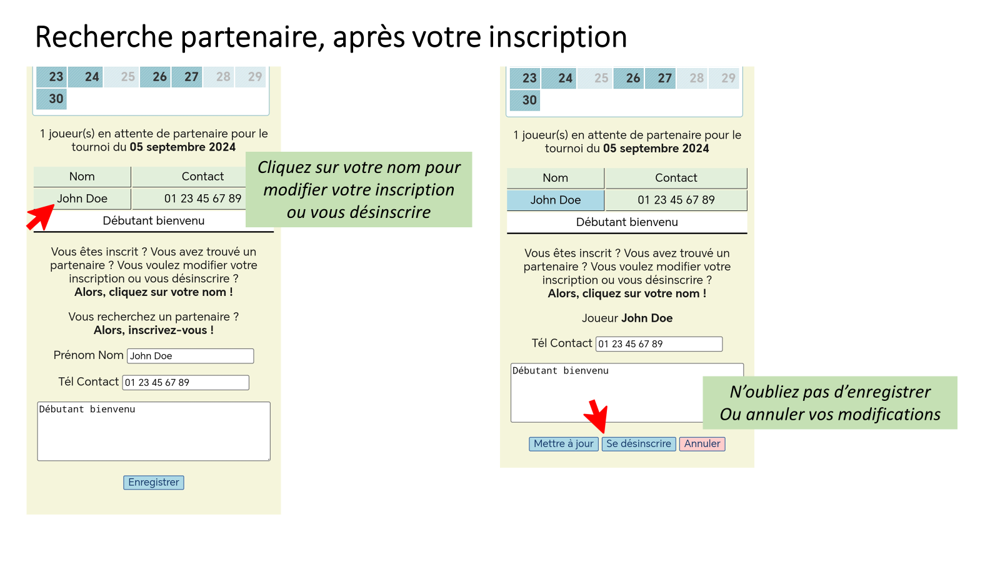 Recherche partenaire, après votre inscription
23 24 25 26 27 28 29
30
1 joueur(s) en attente de partenaire pour le
tournoi du 05 septembre 2024
Nom Contact
John Doe 01 23 45 67 89
Débutant bienvenu
Cliquez sur votre nom pour
modifier votre inscription
ou vous désinscrire
Vous êtes inscrit ? Vous avez trouvé un
partenaire ? Vous voulez modifier votre
inscription ou vous désinscrire ?
Alors, cliquez sur votre nom !
Vous recherchez un partenaire ?
Alors, inscrivez-vous !
Prénom Nom John Doe
Tél Contact 01 23 45 67 89
Débutant bienvenu
Enregistrer
23 24 25 26 27 28 29
30
1 joueur(s) en attente de partenaire pour le
tournoi du 05 septembre 2024
Nom Contact
John Doe 01 23 45 67 89
Débutant bienvenu
Vous êtes inscrit ? Vous avez trouvé un
partenaire ? Vous voulez modifier votre
inscription ou vous désinscrire ?
Alors, cliquez sur votre nom !
Joueur John Doe
Tél Contact 01 23 45 67 89
Débutant bienvenu
N’oubliez pas d’enregistrer
Ou annuler vos modifications
Mettre à jour Se désinscrire Annuler